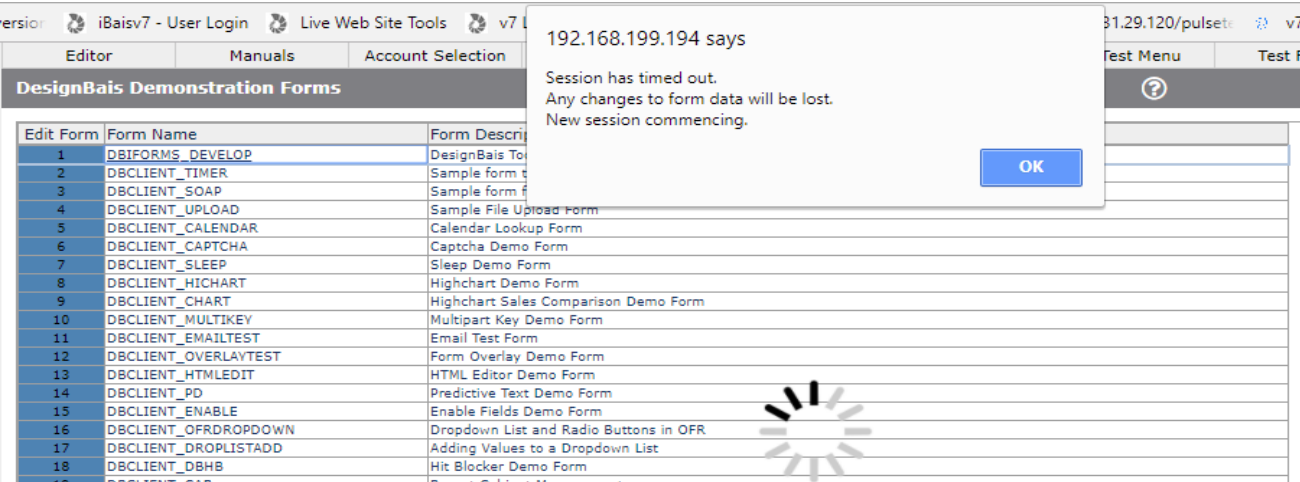 iBaisv7 - User Login Live Web Site Tools v7 31.29.120/pulset v7
192.168.199.194 says
Session has timed out.
Any changes to form data will be lost.
New session commencing.
OK
Editor Manuals Account Selection Test Menu Test
DesignBais Demonstration Forms
Edit Form Form Name Form Descrip
1 DBIFORMS_DEVELOP DesignBais Too
2 DBCLIENT_TIMER Sample form t
3 DBCLIENT_SOAP Sample form f
4 DBCLIENT_UPLOAD Sample File Upload Form
5 DBCLIENT_CALENDAR Calendar Lookup Form
6 DBCLIENT_CAPTCHA Captcha Demo Form
7 DBCLIENT_SLEEP Sleep Demo Form
8 DBCLIENT_HICHART Highchart Demo Form
9 DBCLIENT_CHART Highchart Sales Comparison Demo Form
10 DBCLIENT_MULTIKEY Multipart Key Demo Form
11 DBCLIENT_EMAILTEST Email Test Form
12 DBCLIENT_OVERLAYTEST Form Overlay Demo Form
13 DBCLIENT_HTMLEDIT HTML Editor Demo Form
14 DBCLIENT_PD Predictive Text Demo Form
15 DBCLIENT_ENABLE Enable Fields Demo Form
16 DBCLIENT_OFRDROPDOWN Dropdown List and Radio Buttons in OFR
17 DBCLIENT_DROPLISTADD Adding Values to a Dropdown List
18 DBCLIENT_DBHB Hit Blocker Demo Form